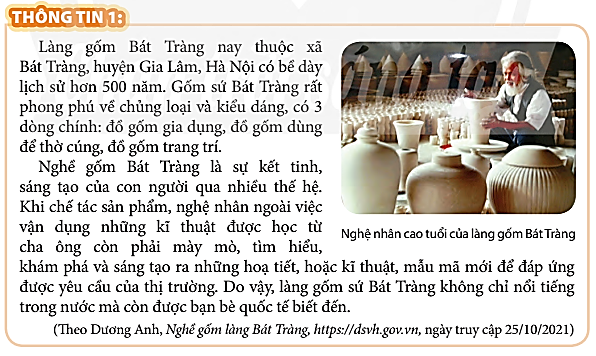 THÔNG TIN 1:
Làng gốm Bát Tràng nay thuộc xã
Bát Tràng, huyện Gia Lâm, Hà Nội có bề dày
lịch sử hơn 500 năm. Gốm sứ Bát Tràng rất
phong phú về chủng loại và kiểu dáng, có 3
dòng chính: đồ gốm gia dụng, đồ gốm dùng
để thờ cúng, đồ gốm trang trí.
Nghề gốm Bát Tràng là sự kết tinh,
sáng tạo của con người qua nhiều thế hệ.
Khi chế tác sản phẩm, nghệ nhân ngoài việc
vận dụng những kĩ thuật được học từ
cha ông còn phải mày mò, tìm hiểu,
khám phá và sáng tạo ra những hoạ tiết, hoặc kĩ thuật, mẫu mã mới để đáp ứng
được yêu cầu của thị trường. Do vậy, làng gốm sứ Bát Tràng không chỉ nổi tiếng
trong nước mà còn được bạn bè quốc tế biết đến.
(Theo Dương Anh, Nghề gốm làng Bát Tràng, https://dsvh.gov.vn, ngày truy cập 25/10/2021)
Nghệ nhân cao tuổi của làng gốm Bát Tràng